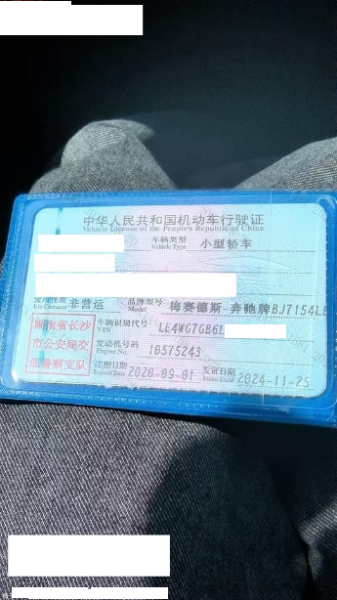 中华人民共和国机动车行驶证
Vehicle License of the People's Republic of China
车辆类型 小型轿车
Vehicle Type
使用性质 非营运 品牌型号 梅赛德斯-奔驰牌BJ7154LE
Use Character Model
湖南省长沙 车辆识别代号 LE4WG7GB6L
VIN
市公安局交 发动机号码 16575243
Engine No.
通警察支队 注册日期 2020-09-01 发证日期 2024-11-25
Register Date Issue Date